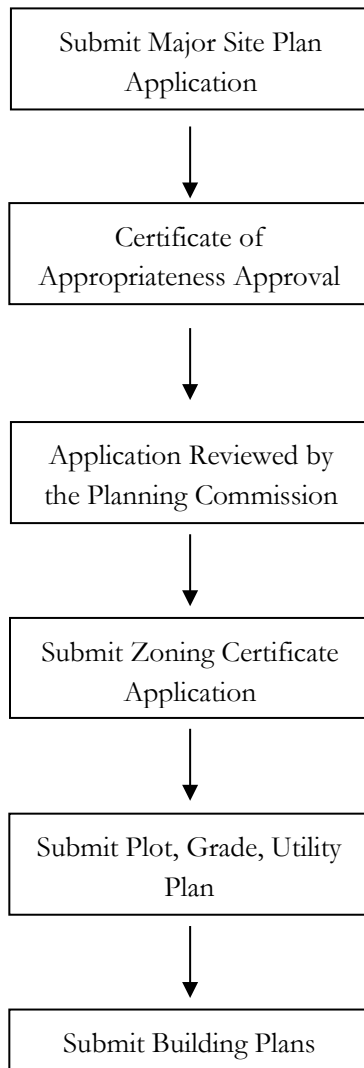 Submit Major Site Plan
Application
Certificate of
Appropriateness Approval
Application Reviewed by
the Planning Commission
Submit Zoning Certificate
Application
Submit Plot, Grade, Utility
Plan
Submit Building Plans